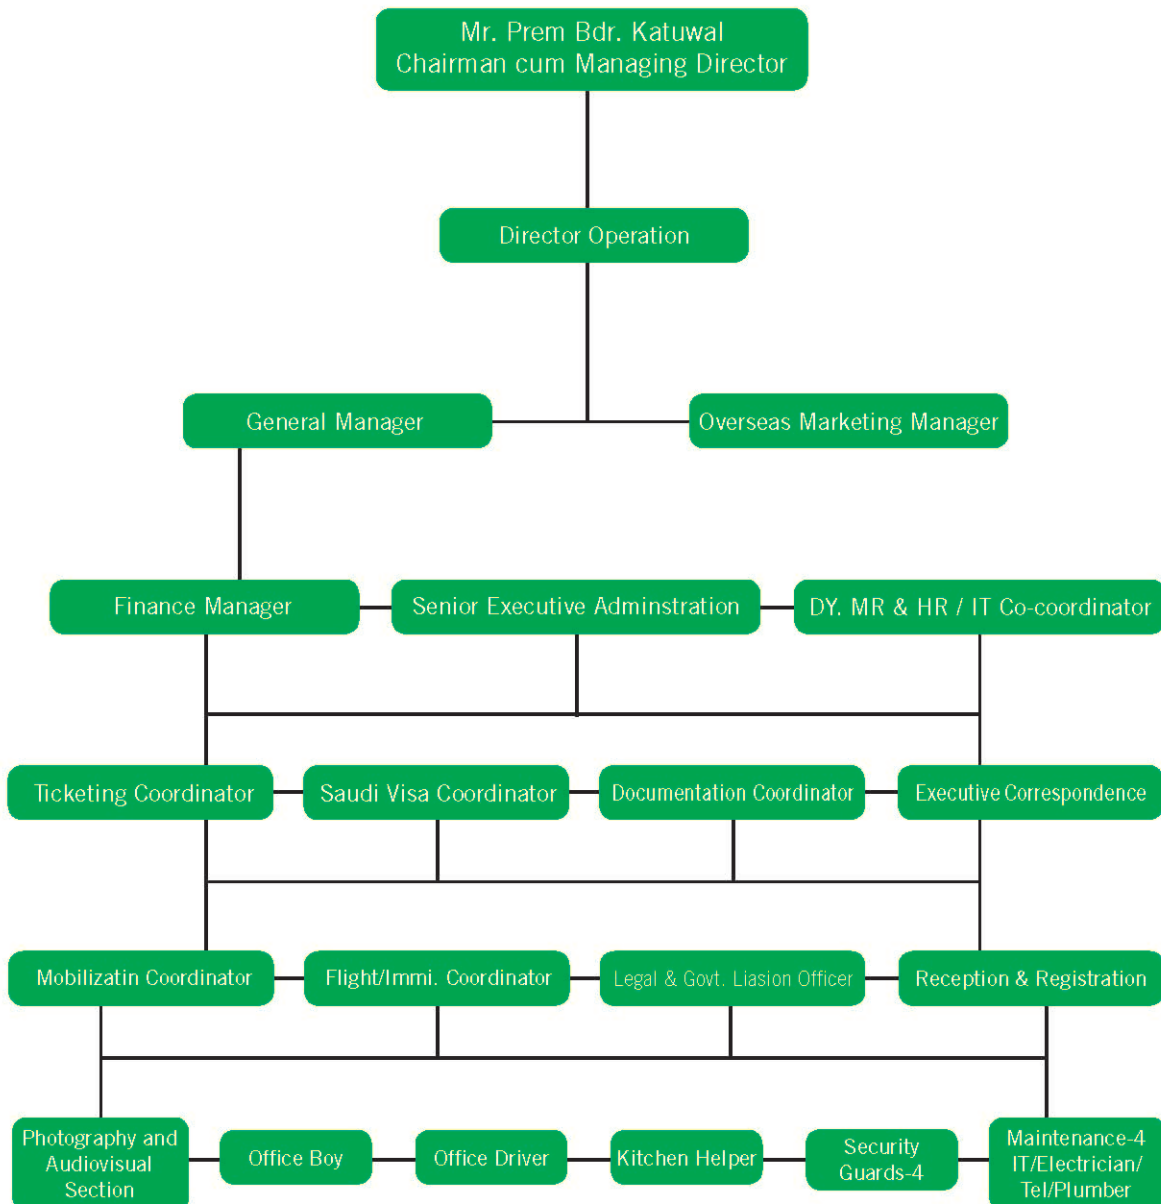 Mr. Prem Bdr. Katuwal
Chairman cum Managing Director
Director Operation
General Manager
Overseas Marketing Manager
Finance Manager
Senior Executive Adminstration
DY. MR & HR / IT Co-coordinator
Ticketing Coordinator
Saudi Visa Coordinator
Documentation Coordinator
Executive Correspondence
Mobilizatin Coordinator
Flight/Immi. Coordinator
Legal & Govt. Liasion Officer
Reception & Registration
Photography and
Audiovisual
Section
Office Boy
Office Driver
Kitchen Helper
Security
Guards-4
Maintenance-4
IT/Electrician/
Tel/Plumber